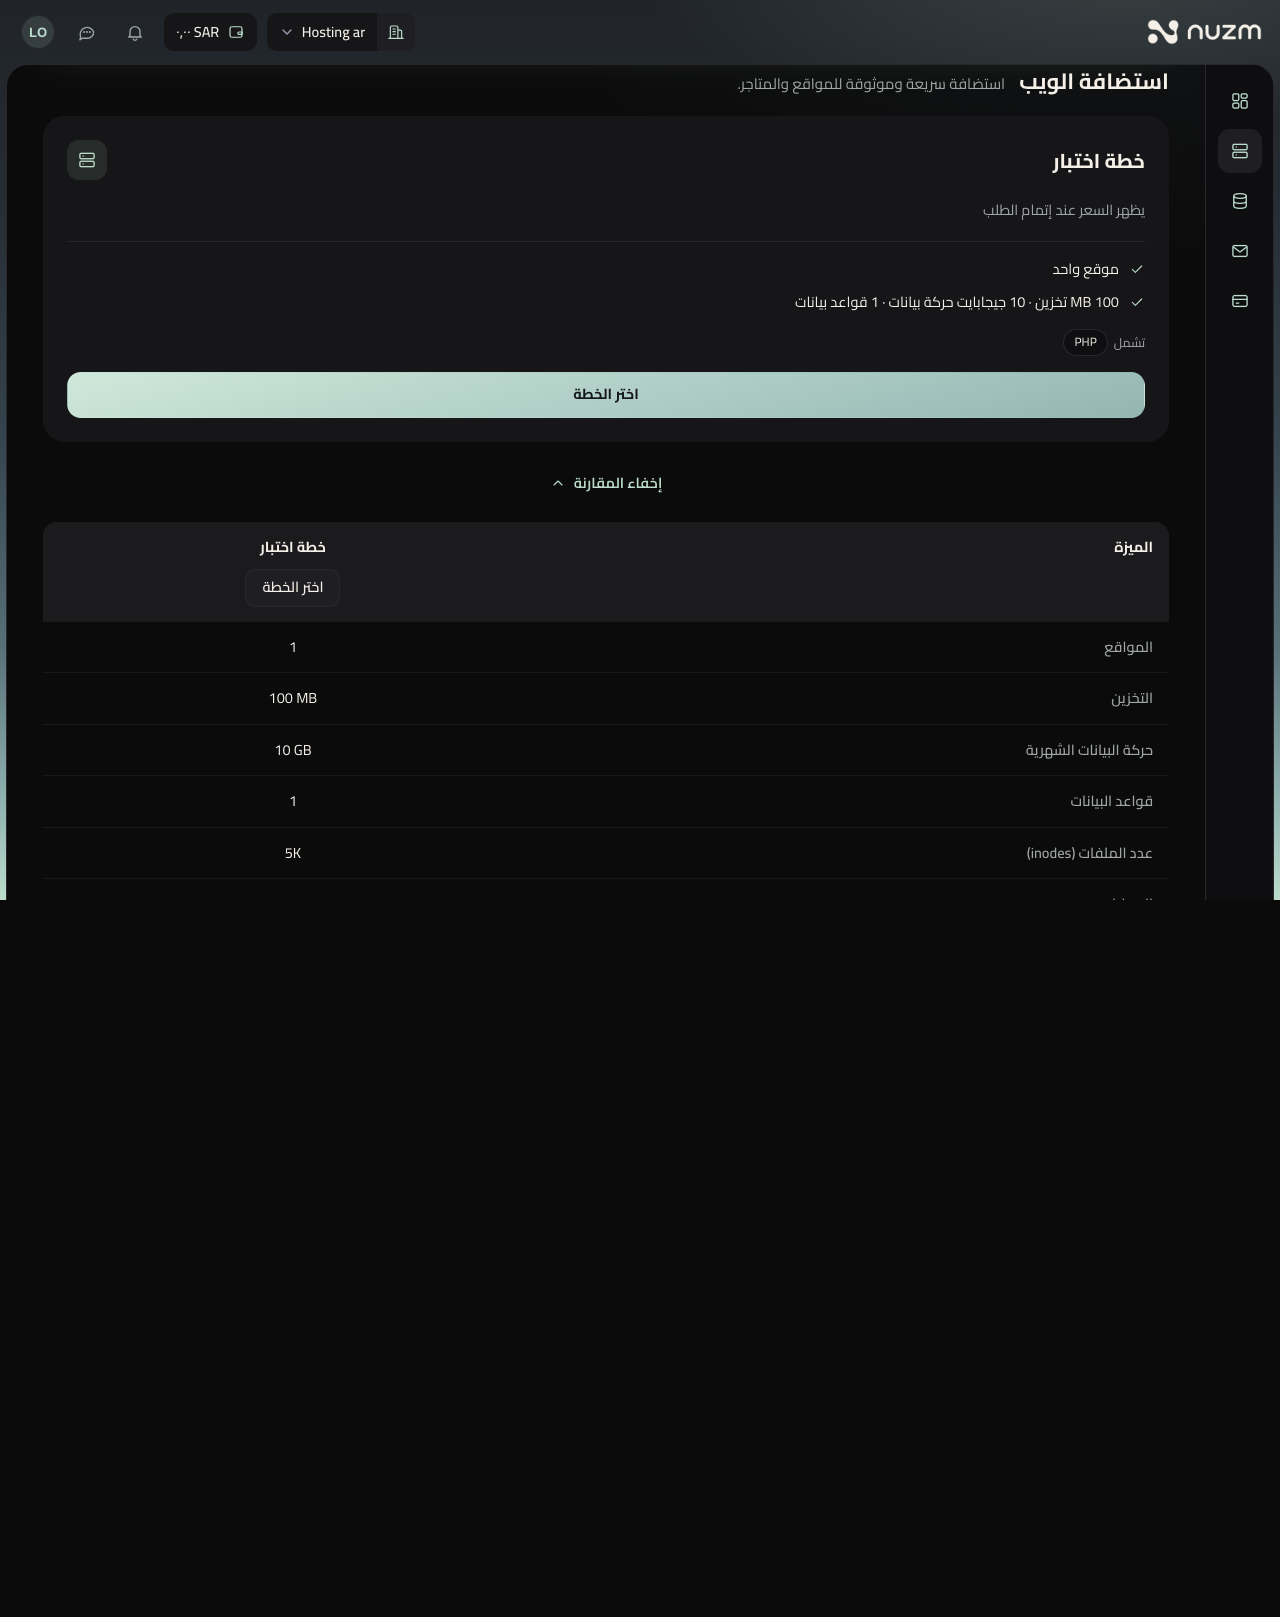 nuzm
Hosting ar
٠,٠٠ SAR
LO
استضافة الويب
استضافة سريعة وموثوقة للمواقع والمتاجر.
خطة اختبار
يظهر السعر عند إتمام الطلب
موقع واحد
100 MB تخزين · 10 جيجابايت حركة بيانات · 1 قواعد بيانات
تشمل PHP
اختر الخطة
إخفاء المقارنة
الميزة
خطة اختبار
اختر الخطة
المواقع
1
التخزين
100 MB
حركة البيانات الشهرية
10 GB
قواعد البيانات
1
عدد الملفات (inodes)
5K